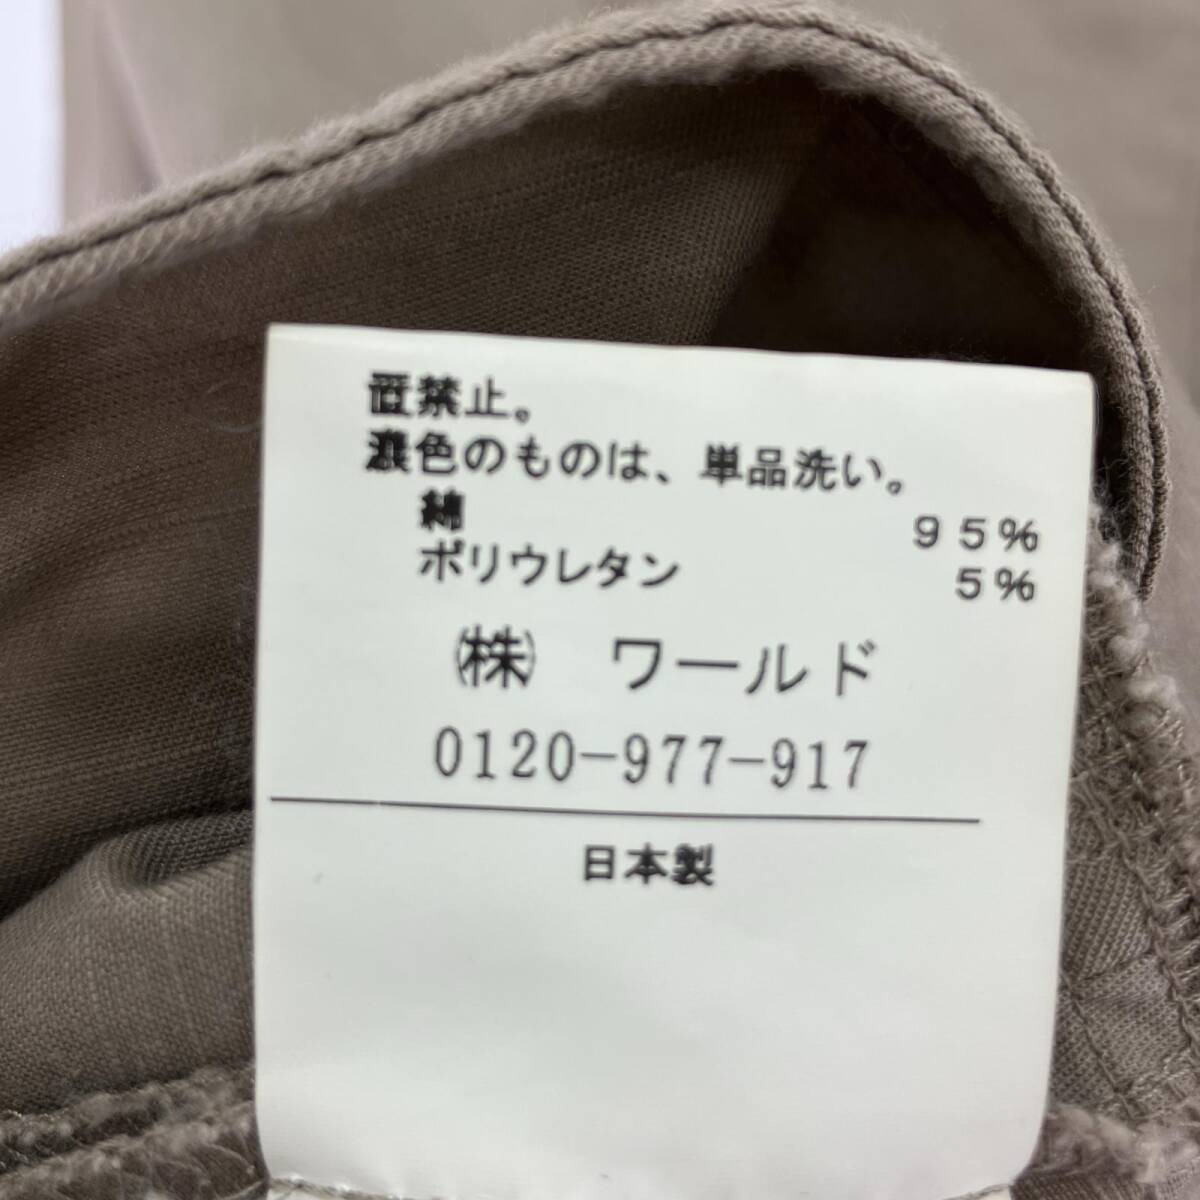 置禁止。
濃色のものは、単品洗い。
綿 95%
ポリウレタン 5%
㈱ ワールド
0120-977-917
日本製